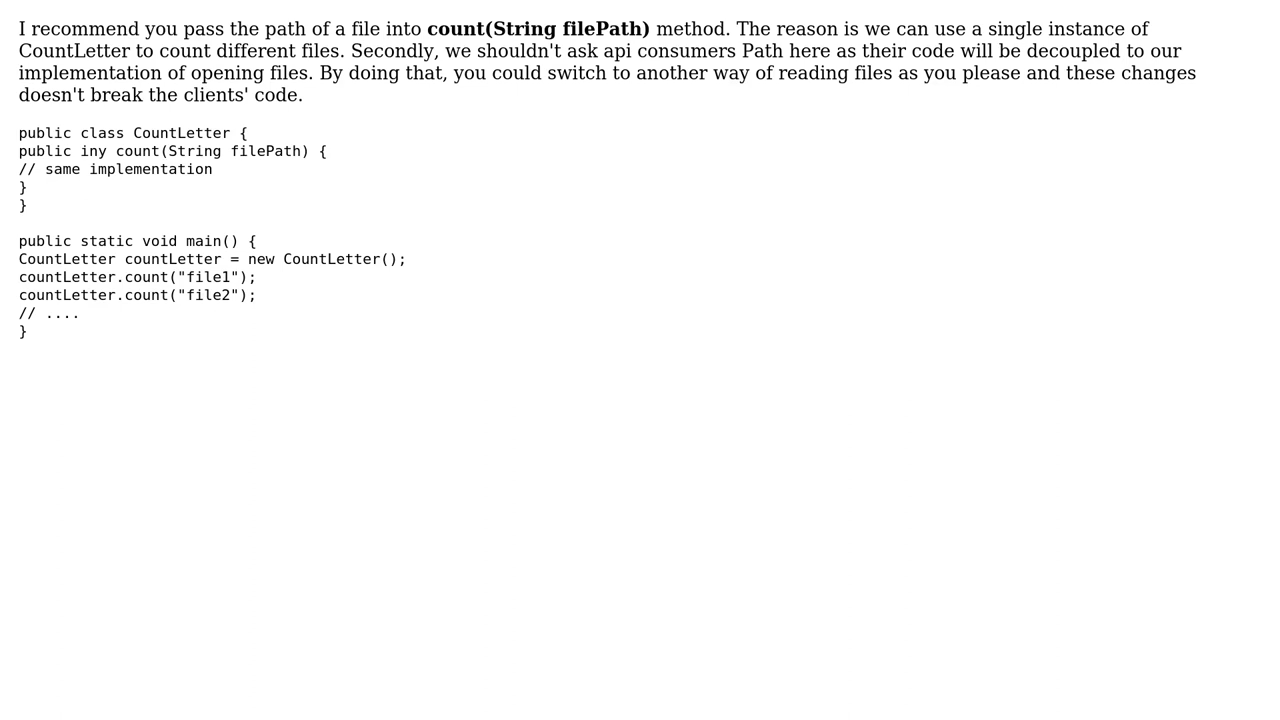 I recommend you pass the path of a file into count(String filePath) method. The reason is we can use a single instance of
CountLetter to count different files. Secondly, we shouldn't ask api consumers Path here as their code will be decoupled to our
implementation of opening files. By doing that, you could switch to another way of reading files as you please and these changes
doesn't break the clients' code.
public class CountLetter {
public iny count(String filePath) {
// same implementation
}
}
public static void main() {
CountLetter countLetter = new CountLetter();
countLetter.count("file1");
countLetter.count("file2");
// ....
}